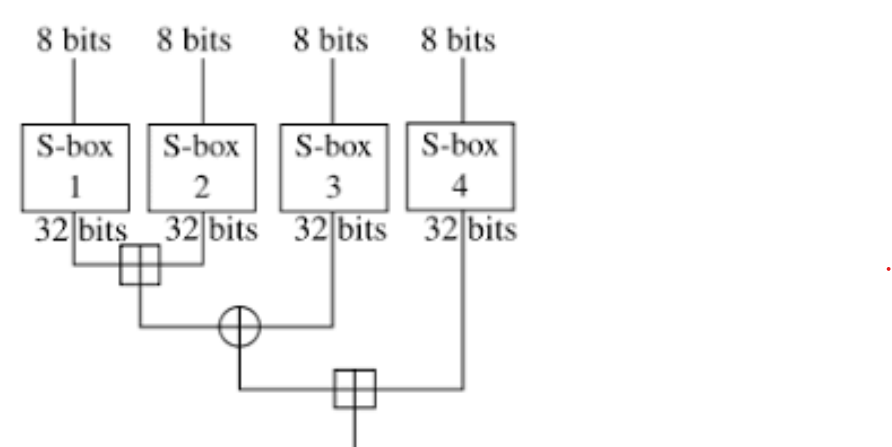 8 bits 8 bits 8 bits 8 bits
S-box S-box S-box S-box
1 2 3 4
32 bits 32 bits 32 bits 32 bits